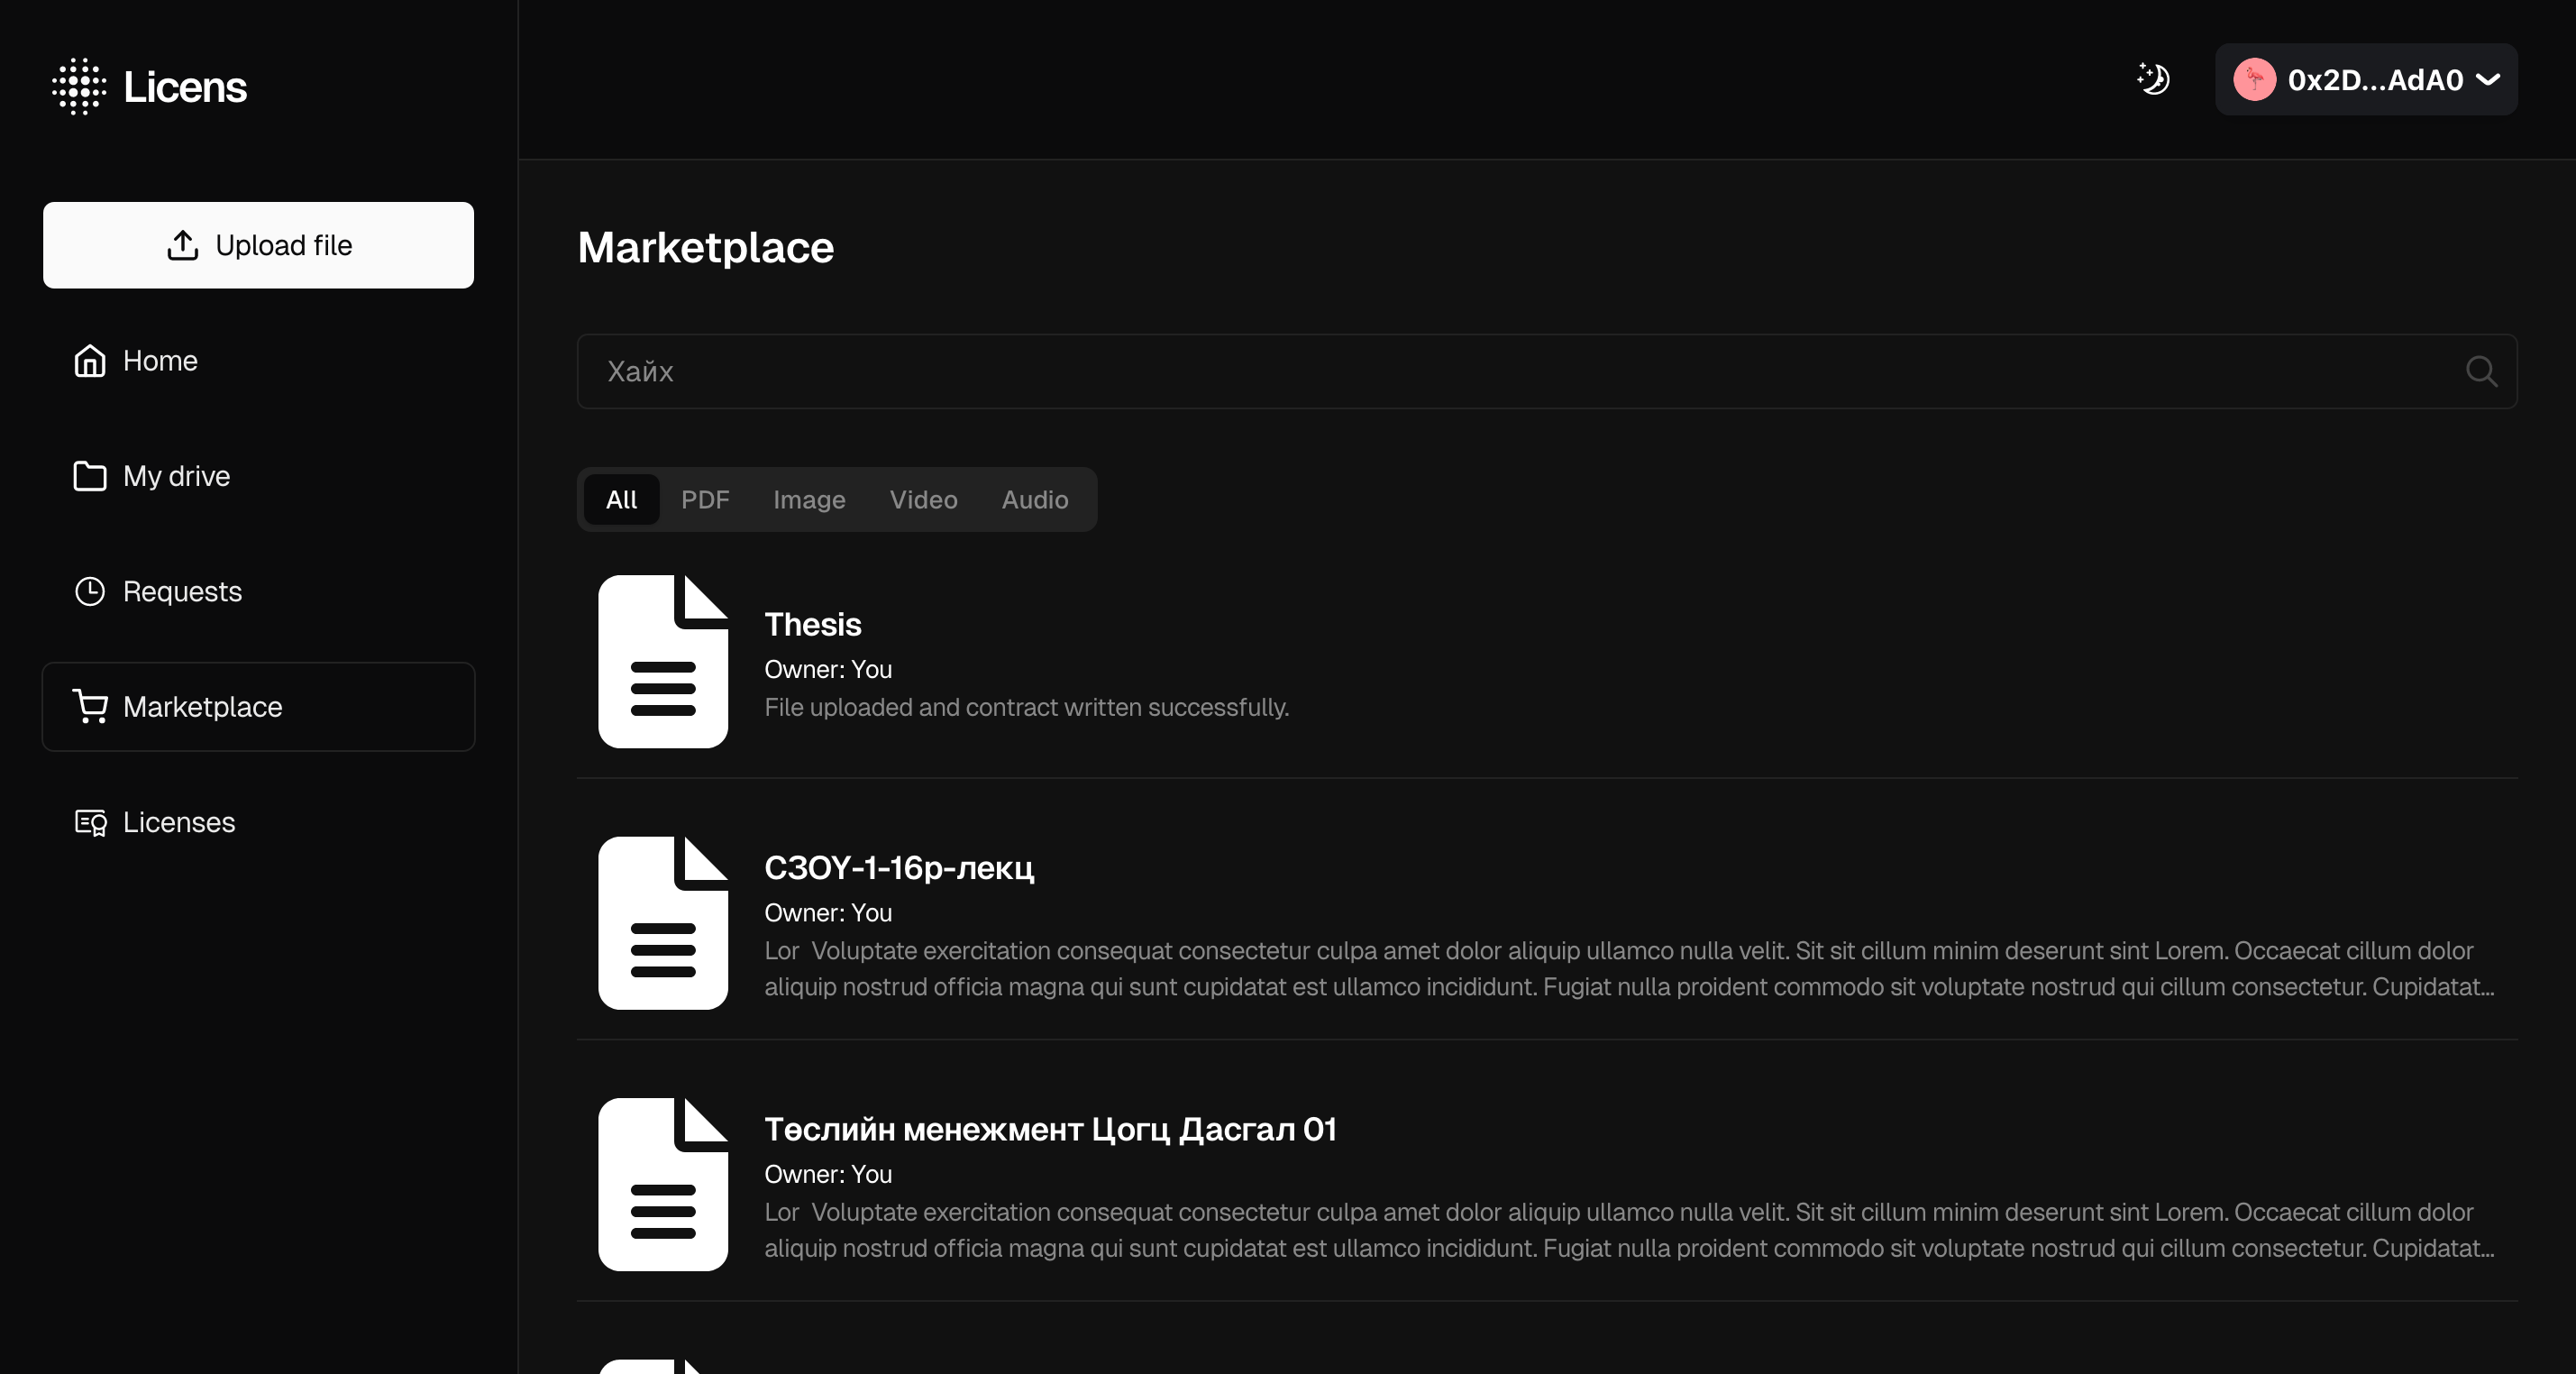 Licens
0x2D...AdA0
Upload file
Home
My drive
Requests
Marketplace
Licenses
Marketplace
Хайх
All
PDF
Image
Video
Audio
Thesis
Owner: You
File uploaded and contract written successfully.
СЗОҮ-1-16р-лекц
Owner: You
Lor  Voluptate exercitation consequat consectetur culpa amet dolor aliquip ullamco nulla velit. Sit sit cillum minim deserunt sint Lorem. Occaecat cillum dolor
aliquip nostrud officia magna qui sunt cupidatat est ullamco incididunt. Fugiat nulla proident commodo sit voluptate nostrud qui cillum consectetur. Cupidatat...
Төслийн менежмент Цогц Дасгал 01
Owner: You
Lor  Voluptate exercitation consequat consectetur culpa amet dolor aliquip ullamco nulla velit. Sit sit cillum minim deserunt sint Lorem. Occaecat cillum dolor
aliquip nostrud officia magna qui sunt cupidatat est ullamco incididunt. Fugiat nulla proident commodo sit voluptate nostrud qui cillum consectetur. Cupidatat...